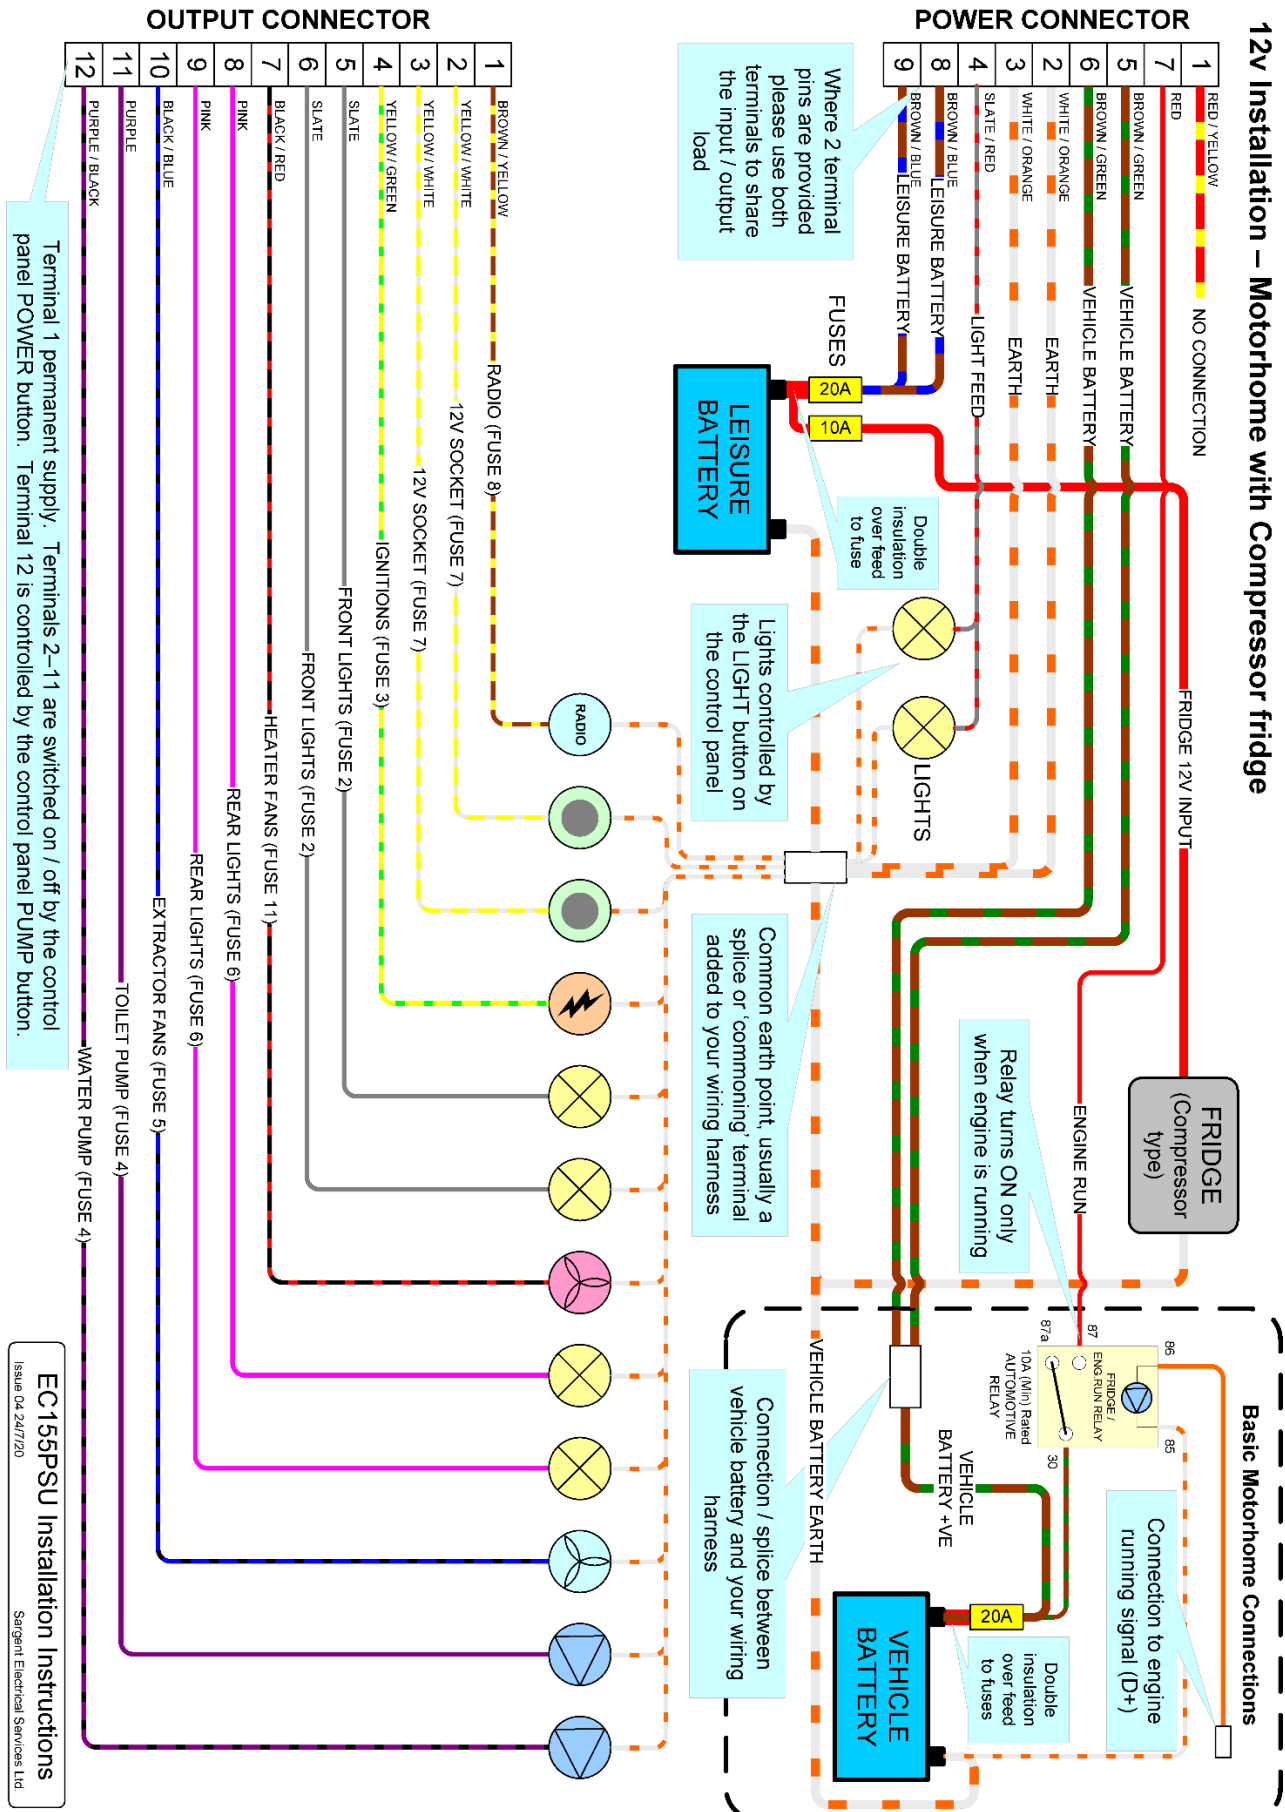 12v Installation – Motorhome with Compressor fridge
POWER CONNECTOR
1
RED / YELLOW
NO CONNECTION
7
RED
5
BROWN / GREEN
VEHICLE BATTERY
6
BROWN / GREEN
VEHICLE BATTERY
2
WHITE / ORANGE
EARTH
3
WHITE / ORANGE
EARTH
4
SLATE / RED
LIGHT FEED
8
BROWN / BLUE
LEISURE BATTERY
9
BROWN / BLUE
LEISURE BATTERY
Where 2 terminal
pins are provided
please use both
terminals to share
the input / output
load
FUSES
20A
10A
LEISURE
BATTERY
Double
insulation
over feed
to fuse
FRIDGE 12V INPUT
LIGHTS
Lights controlled by
the LIGHT button on
the control panel
FRIDGE
(Compressor
type)
ENGINE RUN
Relay turns ON only
when engine is running
Common earth point, usually a
splice or ‘commoning’ terminal
added to your wiring harness
Basic Motorhome Connections
86
85
87
87a
30
FRIDGE /
ENG.RUN RELAY
10A (Min) Rated
AUTOMOTIVE
RELAY
Connection to engine
running signal (D+)
VEHICLE
BATTERY +VE
20A
Double
insulation
over feed
to fuses
VEHICLE
BATTERY
VEHICLE BATTERY EARTH
Connection / splice between
vehicle battery and your wiring
harness
OUTPUT CONNECTOR
1
BROWN / YELLOW
RADIO (FUSE 8)
RADIO
2
YELLOW / WHITE
12V SOCKET (FUSE 7)
3
YELLOW / WHITE
12V SOCKET (FUSE 7)
4
YELLOW / GREEN
IGNITIONS (FUSE 3)
5
SLATE
FRONT LIGHTS (FUSE 2)
6
SLATE
FRONT LIGHTS (FUSE 2)
7
BLACK / RED
HEATER FANS (FUSE 11)
8
PINK
REAR LIGHTS (FUSE 6)
9
PINK
REAR LIGHTS (FUSE 6)
10
BLACK / BLUE
EXTRACTOR FANS (FUSE 5)
11
PURPLE
TOILET PUMP (FUSE 4)
12
PURPLE / BLACK
WATER PUMP (FUSE 4)
Terminal 1 permanent supply. Terminals 2–11 are switched on / off by the control
panel POWER button. Terminal 12 is controlled by the control panel PUMP button.
EC155PSU Installation Instructions
Issue 04 24/7/20
Sargent Electrical Services Ltd.